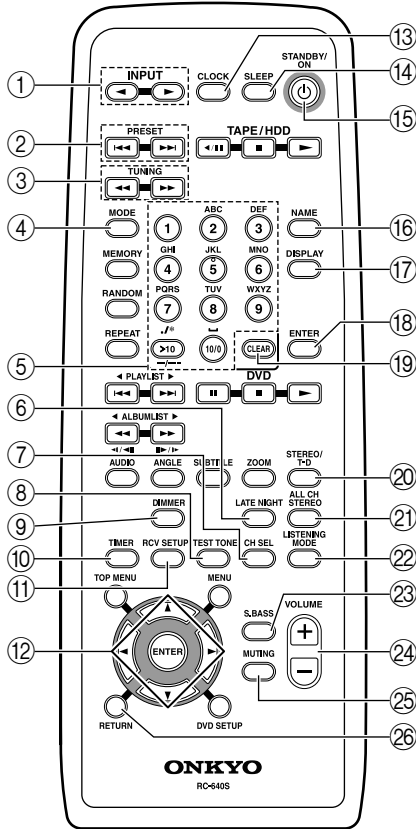 INPUT
CLOCK
SLEEP
STANDBY/
ON
1
13
14
15
PRESET
TAPE/HDD
2
TUNING
3
MODE
ABC
DEF
NAME
4
1
2
3
16
GHI
JKL
MNO
MEMORY
4
5
6
DISPLAY
17
PQRS
TUV
WXYZ
RANDOM
7
8
9
REPEAT
>10
10/0
CLEAR
ENTER
18
-/--
19
5
PLAYLIST
DVD
6
ALBUMLIST
7
AUDIO
ANGLE
SUBTITLE
ZOOM
STEREO/
T-D
20
8
DIMMER
LATE NIGHT
ALL CH
STEREO
21
9
TIMER
RCV SETUP
TEST TONE
CH SEL
LISTENING
MODE
22
10
11
TOP MENU
MENU
S.BASS
VOLUME
23
12
ENTER
+
−
24
MUTING
25
RETURN
DVD SETUP
26
ONKYO
RC-640S